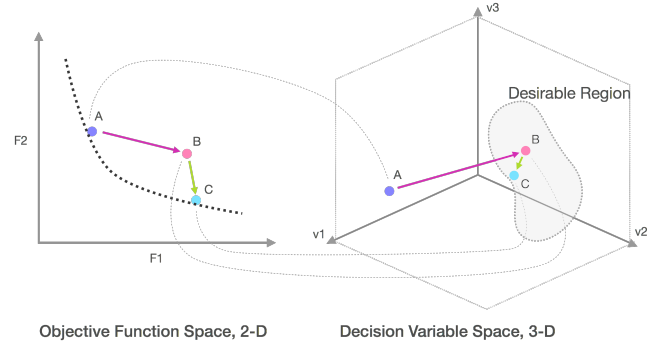 v3
Desirable Region
F2
A
B
C
A
B
C
v1
v2
F1
Objective Function Space, 2-D
Decision Variable Space, 3-D